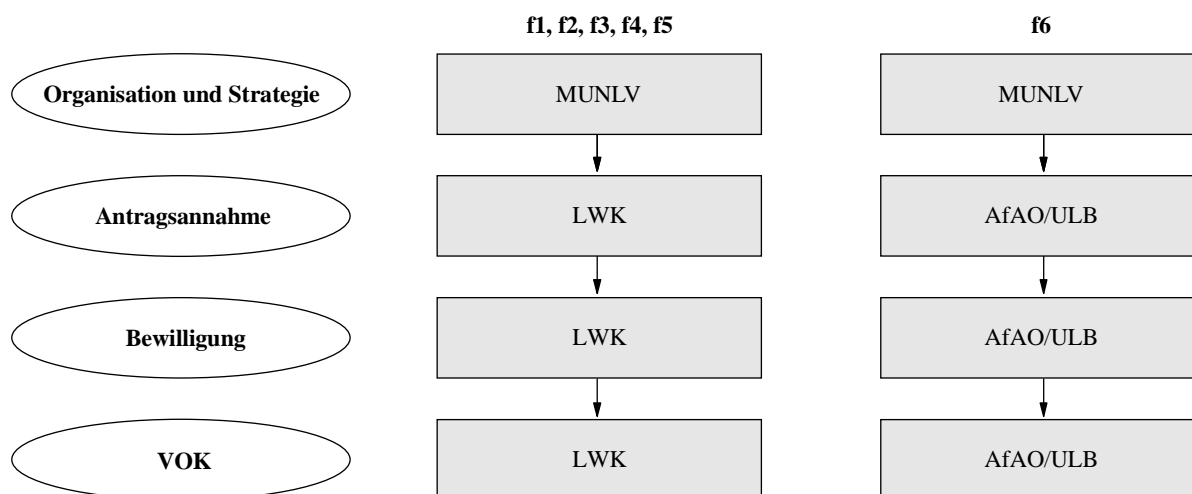 f1, f2, f3, f4, f5 f6
Organisation und Strategie MUNLV MUNLV
Antragsannahme LWK AfAO/ULB
Bewilligung LWK AfAO/ULB
VOK LWK AfAO/ULB